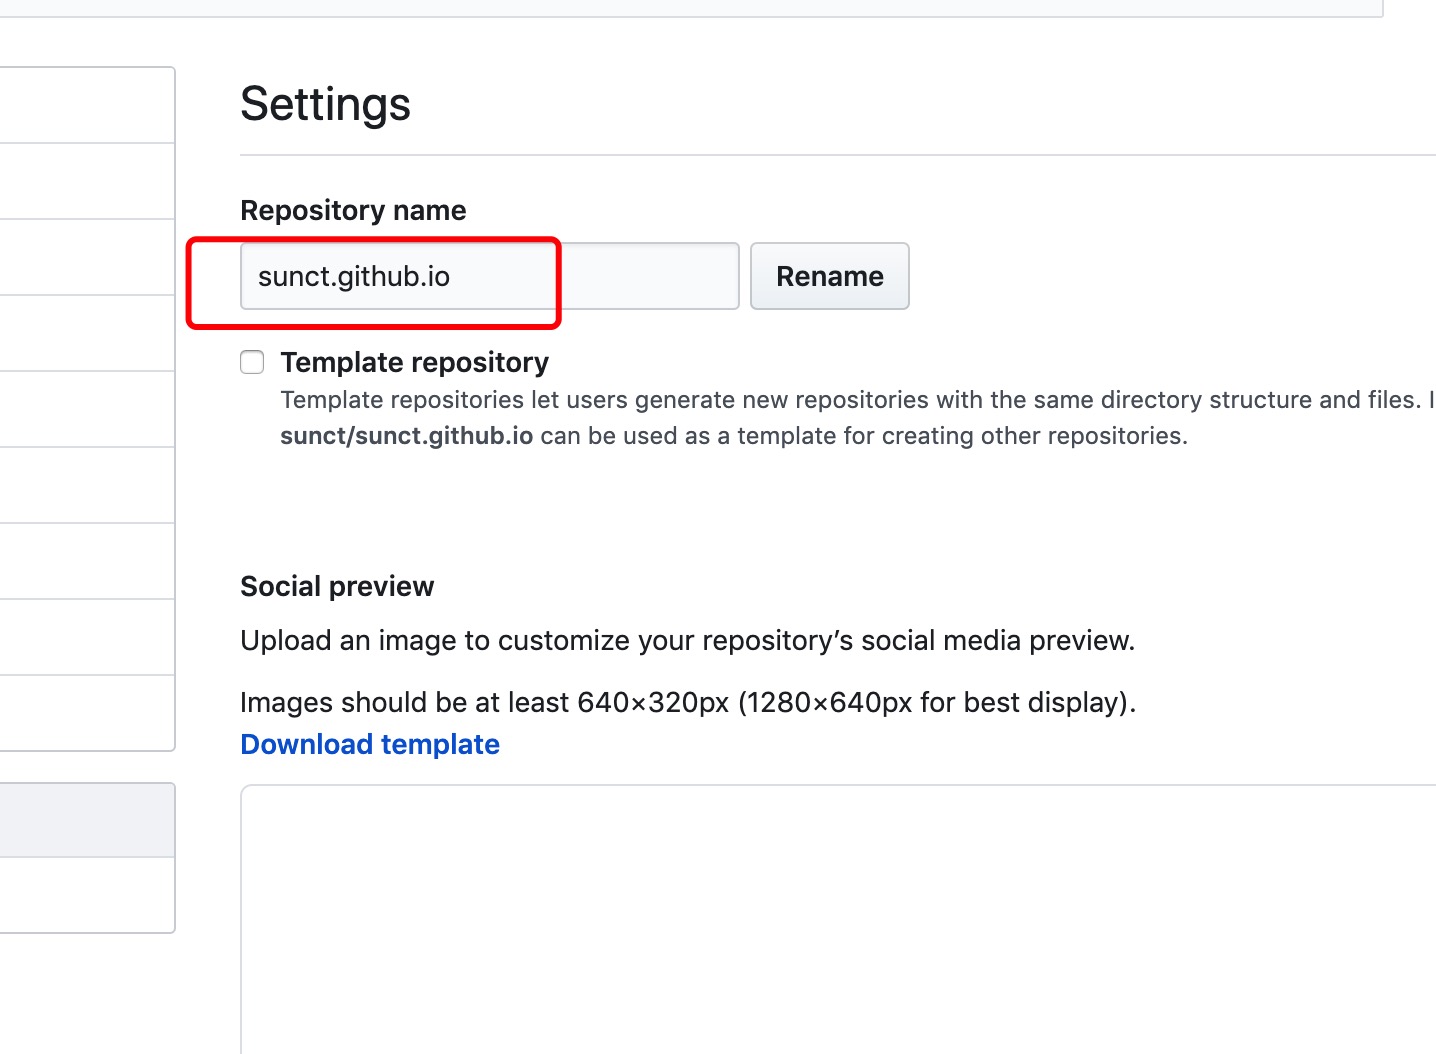 Settings
Repository name
sunct.github.io
Rename
Template repository
Template repositories let users generate new repositories with the same directory structure and files. I
sunct/sunct.github.io can be used as a template for creating other repositories.
Social preview
Upload an image to customize your repository’s social media preview.
Images should be at least 640×320px (1280×640px for best display).
Download template